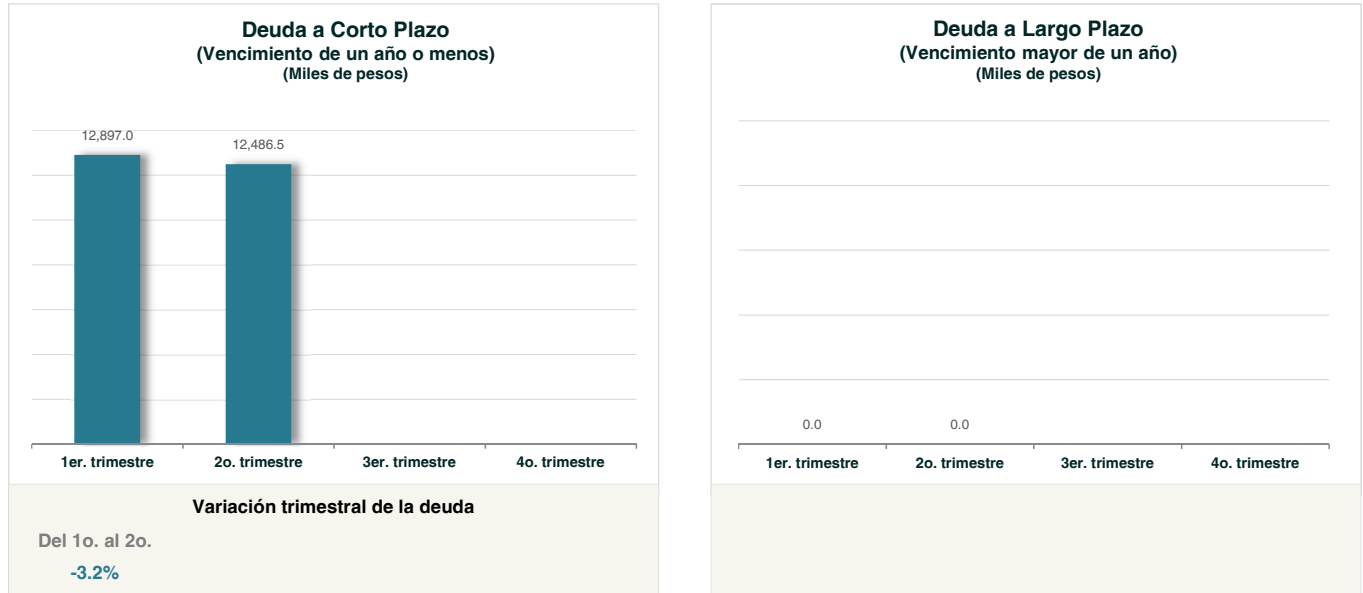 Deuda a Corto Plazo
(Vencimiento de un año o menos)
(Miles de pesos)
12,897.0
12,486.5
1er. trimestre
2o. trimestre
3er. trimestre
4o. trimestre
Variación trimestral de la deuda
Del 1o. al 2o.
-3.2%
Deuda a Largo Plazo
(Vencimiento mayor de un año)
(Miles de pesos)
0.0
0.0
1er. trimestre
2o. trimestre
3er. trimestre
4o. trimestre